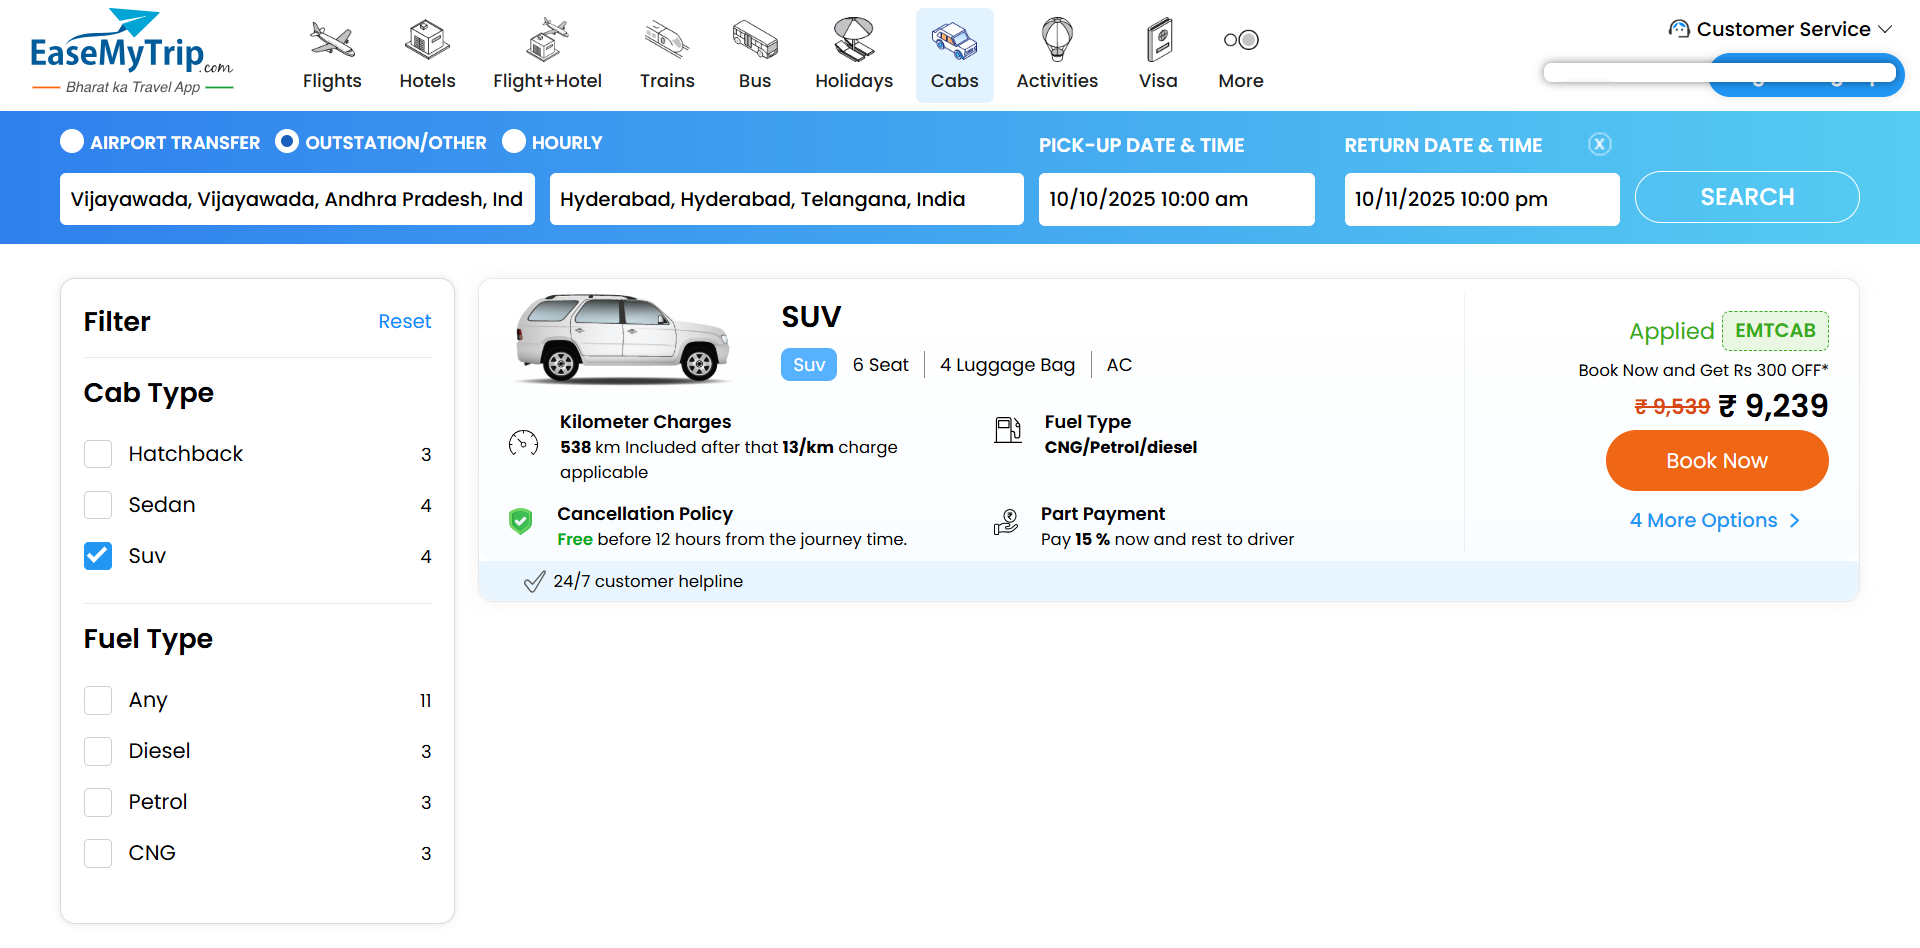 EaseMyTrip.com
Bharat ka Travel App
Flights
Hotels
Flight+Hotel
Trains
Bus
Holidays
Cabs
Activities
Visa
More
Customer Service
AIRPORT TRANSFER
OUTSTATION/OTHER
HOURLY
PICK-UP DATE & TIME
RETURN DATE & TIME
X
Vijayawada, Vijayawada, Andhra Pradesh, Ind
Hyderabad, Hyderabad, Telangana, India
10/10/2025 10:00 am
10/11/2025 10:00 pm
SEARCH
Filter
Reset
Cab Type
Hatchback 3
Sedan 4
Suv 4
Fuel Type
Any 11
Diesel 3
Petrol 3
CNG 3
SUV
Suv
6 Seat
4 Luggage Bag
AC
Kilometer Charges
538 km Included after that 13/km charge
applicable
Fuel Type
CNG/Petrol/diesel
Cancellation Policy
Free before 12 hours from the journey time.
Part Payment
Pay 15 % now and rest to driver
24/7 customer helpline
Applied EMTCAB
Book Now and Get Rs 300 OFF*
₹ 9,539 ₹ 9,239
Book Now
4 More Options